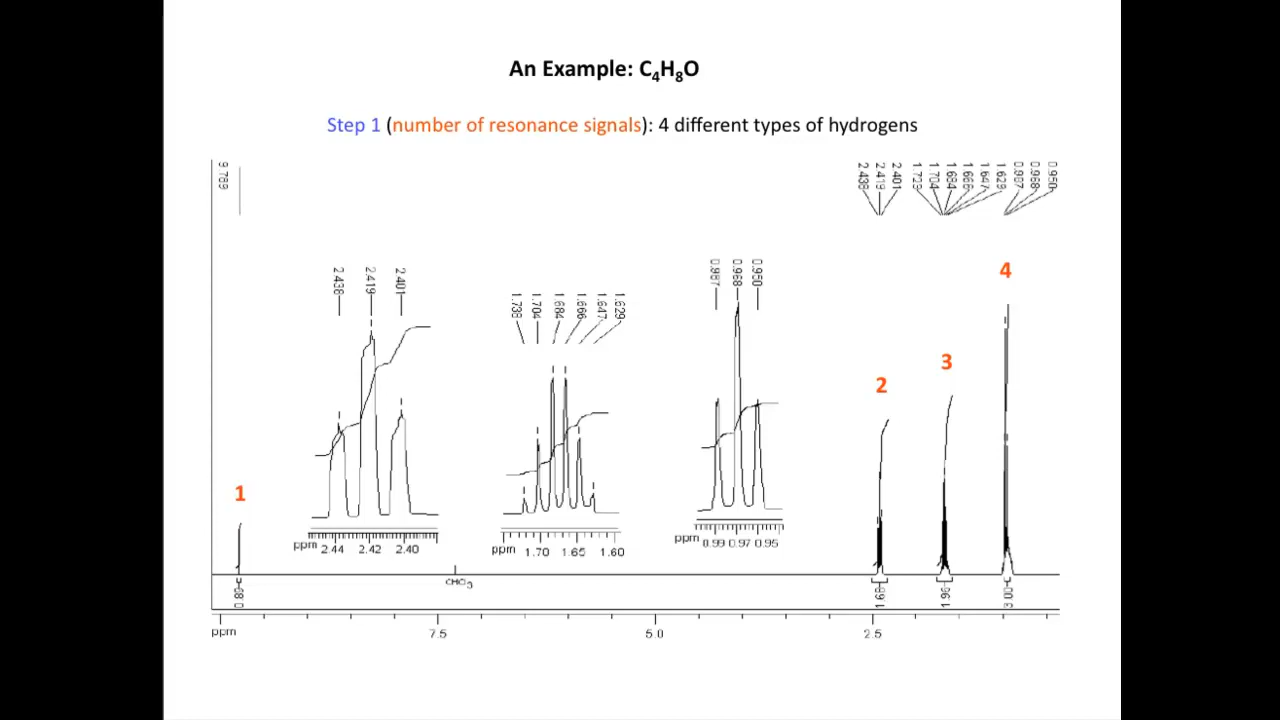 An Example: C₄H₈O
Step 1 (number of resonance signals): 4 different types of hydrogens
9.789
2.438 2.419 2.401 1.723 1.704 1.684 1.666 1.647 1.629 0.987 0.968 0.950
2.438 2.419 2.401
1.738 1.704 1.684 1.666 1.647 1.629
0.987 0.968 0.950
4
3
2
1
ppm 2.44 2.42 2.40
ppm 1.70 1.65 1.60
ppm 0.99 0.97 0.95
CHCl₃
3.00
ppm 7.5 5.0 2.5